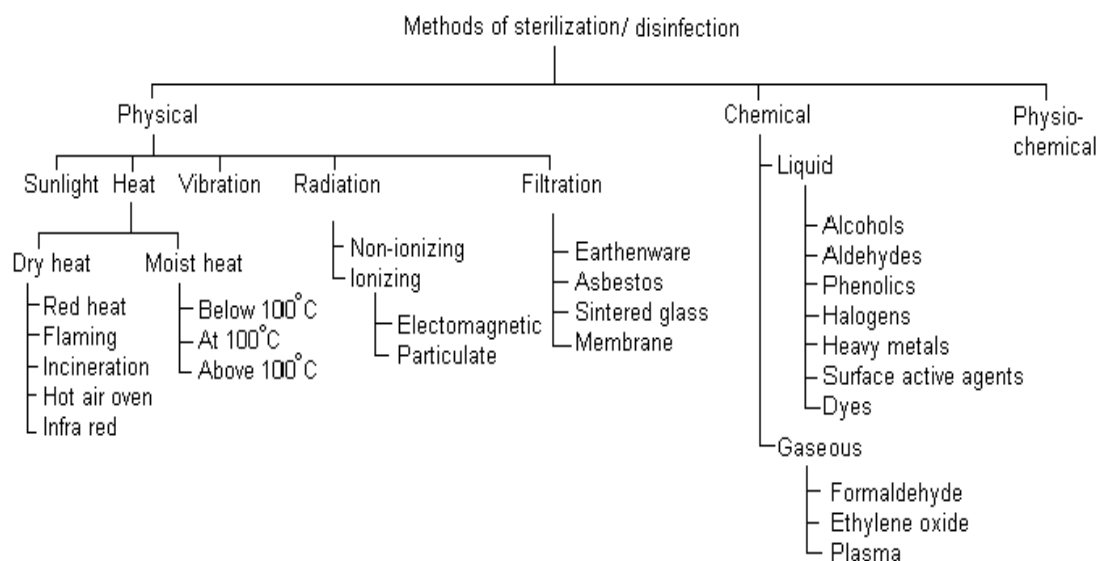 Methods of sterilization/ disinfection
Physical
Chemical
Physio-
chemical
Sunlight Heat Vibration Radiation Filtration
Dry heat
Red heat
Flaming
Incineration
Hot air oven
Infra red
Moist heat
Below 100°C
At 100°C
Above 100°C
Non-ionizing
Ionizing
Electomagnetic
Particulate
Earthenware
Asbestos
Sintered glass
Membrane
Liquid
Alcohols
Aldehydes
Phenolics
Halogens
Heavy metals
Surface active agents
Dyes
Gaseous
Formaldehyde
Ethylene oxide
Plasma